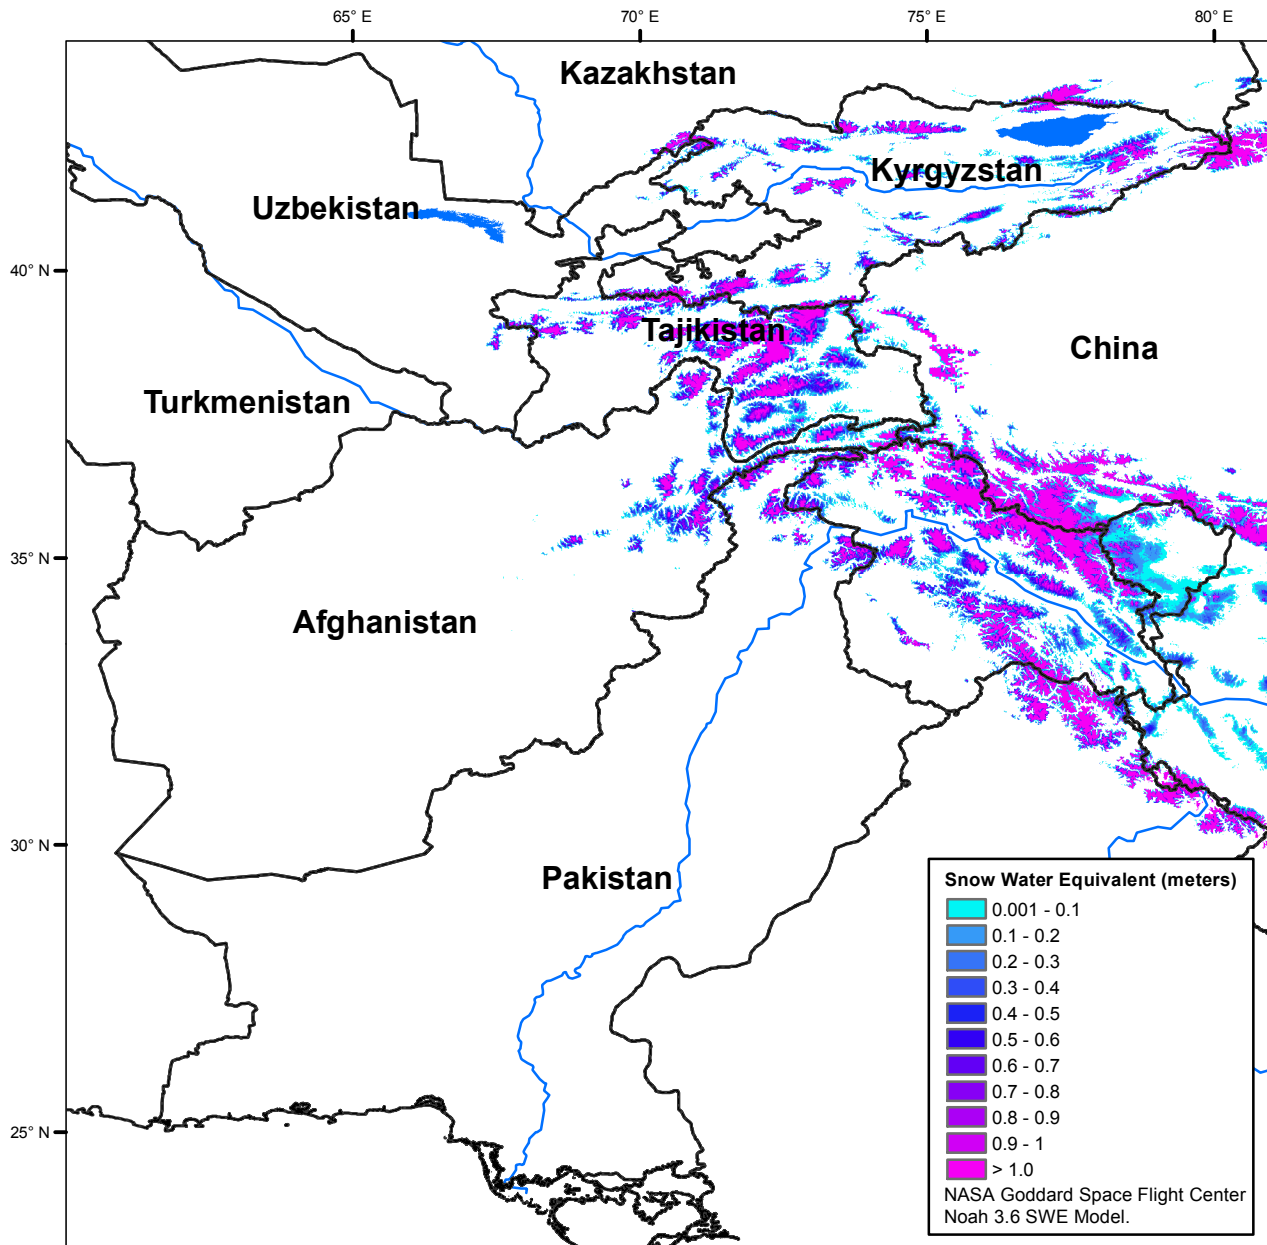 65° E
70° E
75° E
80° E
Kazakhstan
Kyrgyzstan
Uzbekistan
40° N
Tajikistan
China
Turkmenistan
35° N
Afghanistan
30° N
Pakistan
25° N
Snow Water Equivalent (meters)
0.001 - 0.1
0.1 - 0.2
0.2 - 0.3
0.3 - 0.4
0.4 - 0.5
0.5 - 0.6
0.6 - 0.7
0.7 - 0.8
0.8 - 0.9
0.9 - 1
> 1.0
NASA Goddard Space Flight Center
Noah 3.6 SWE Model.